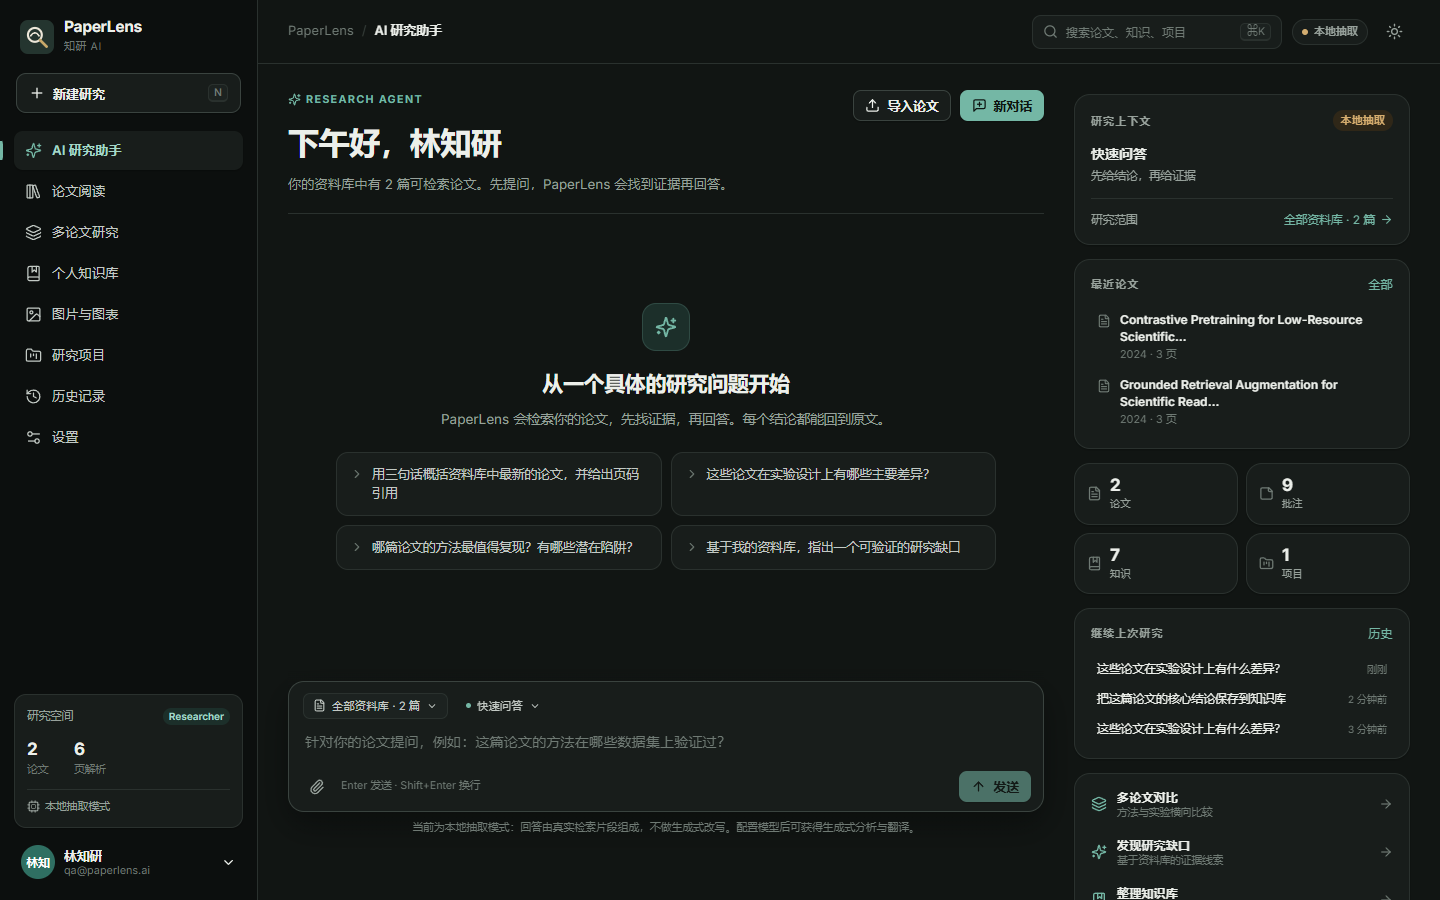 PaperLens
知研 AI
新建研究
N
AI 研究助手
论文阅读
多论文研究
个人知识库
图片与图表
研究项目
历史记录
设置
研究空间
Researcher
2
6
论文
页解析
本地抽取模式
林知
林知研
qa@paperlens.ai
PaperLens / AI 研究助手
搜索论文、知识、项目
⌘K
本地抽取
RESEARCH AGENT
下午好，林知研
你的资料库中有 2 篇可检索论文。先提问，PaperLens 会找到证据再回答。
导入论文
新对话
从一个具体的研究问题开始
PaperLens 会检索你的论文，先找证据，再回答。每个结论都能回到原文。
用三句话概括资料库中最新的论文，并给出页码
引用
这些论文在实验设计上有哪些主要差异？
哪篇论文的方法最值得复现？有哪些潜在陷阱？
基于我的资料库，指出一个可验证的研究缺口
全部资料库 · 2 篇
快速问答
针对你的论文提问，例如：这篇论文的方法在哪些数据集上验证过？
Enter 发送 · Shift+Enter 换行
发送
当前为本地抽取模式：回答由真实检索片段组成，不做生成式改写。配置模型后可获得生成式分析与翻译。
研究上下文
本地抽取
快速问答
先给结论，再给证据
研究范围
全部资料库 · 2 篇 →
最近论文
全部
Contrastive Pretraining for Low-Resource
Scientific...
2024 · 3 页
Grounded Retrieval Augmentation for
Scientific Read...
2024 · 3 页
2
论文
9
批注
7
知识
1
项目
继续上次研究
历史
这些论文在实验设计上有什么差异？
刚刚
把这篇论文的核心结论保存到知识库
2 分钟前
这些论文在实验设计上有什么差异？
3 分钟前
多论文对比
方法与实验横向比较
发现研究缺口
基于资料库的证据线索
整理知识库